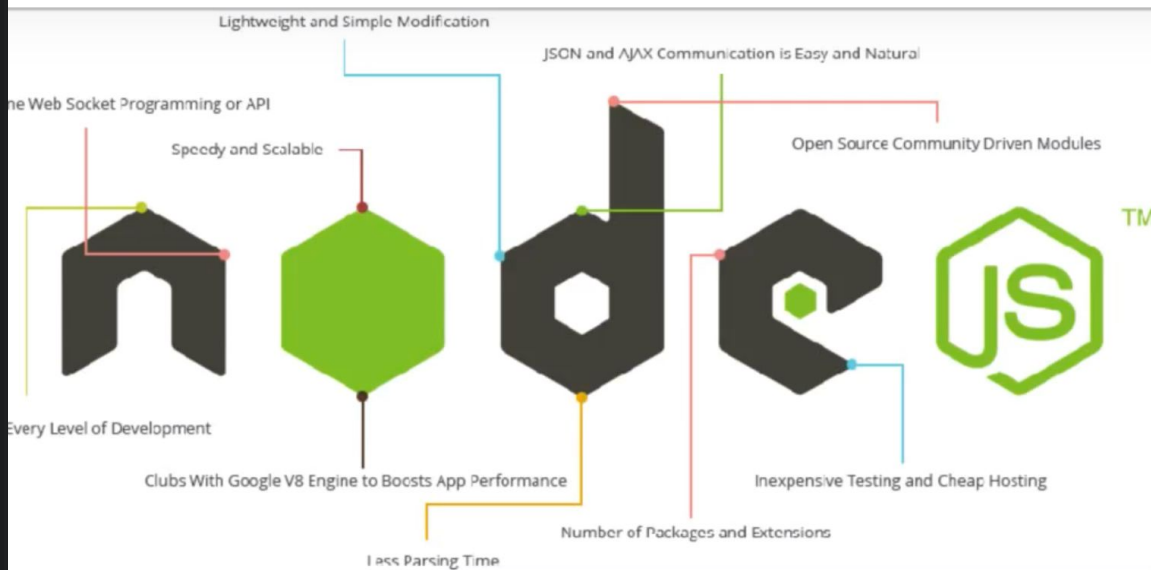 Lightweight and Simple Modification
JSON and AJAX Communication is Easy and Natural
ne Web Socket Programming or API
Open Source Community Driven Modules
Speedy and Scalable
node
JS
TM
Every Level of Development
Clubs With Google V8 Engine to Boosts App Performance
Inexpensive Testing and Cheap Hosting
Number of Packages and Extensions
Less Parsing Time